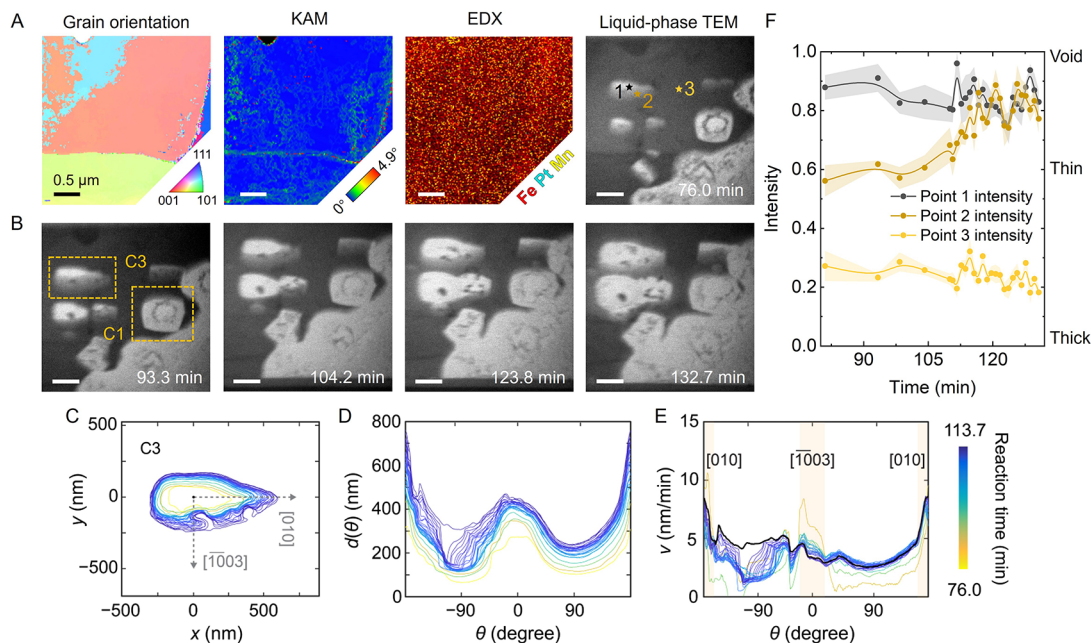 A
Grain orientation
KAM
EDX
Liquid-phase TEM
0.5 μm
111
001
101
0°
4.9°
Fe Pt Mn
1
2
3
76.0 min
B
C3
C1
93.3 min
104.2 min
123.8 min
132.7 min
C
C3
500
0
−500
y (nm)
−500
0
500
x (nm)
[010]
[1̅003]
D
800
600
400
200
0
d(θ) (nm)
−90
0
90
θ (degree)
E
15
10
5
0
v (nm/min)
[010]
[1̅003]
[010]
−90
0
90
θ (degree)
113.7
76.0
Reaction time (min)
F
1.0
0.8
0.6
0.4
0.2
0.0
Intensity
Void
Thin
Thick
Point 1 intensity
Point 2 intensity
Point 3 intensity
90
105
120
Time (min)